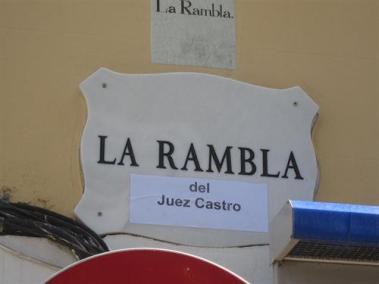 La Rambla.
LA RAMBLA
del
Juez Castro